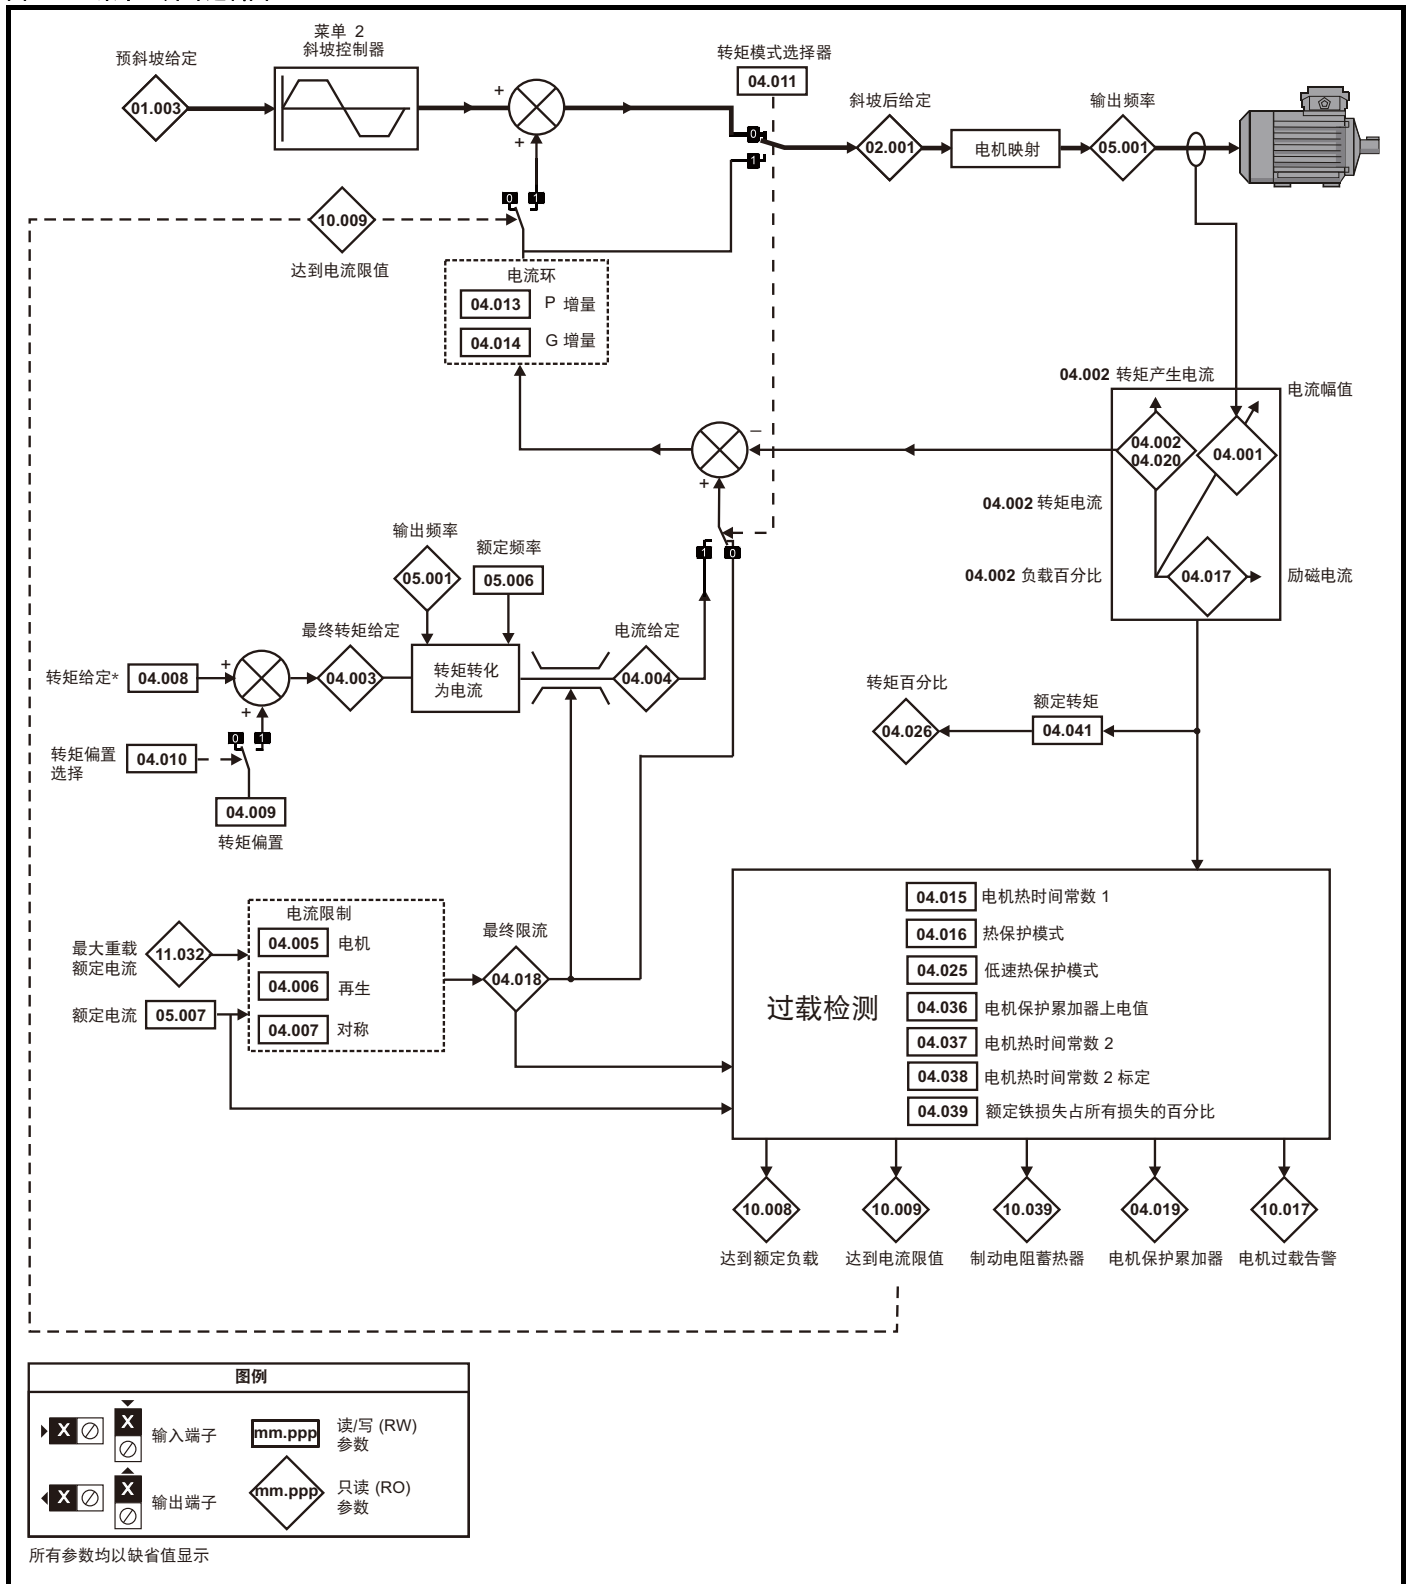 菜单 2
斜坡控制器
预斜坡给定
01.003
+
+
转矩模式选择器
04.011
0
1
斜坡后给定
02.001
电机映射
输出频率
05.001
0
1
10.009
达到电流限值
电流环
04.013 P 增量
04.014 G 增量
04.002 转矩产生电流
电流幅值
04.002
04.020
04.001
04.002 转矩电流
04.002 负载百分比
04.017
励磁电流
−
+
1
0
输出频率
05.001
额定频率
05.006
最终转矩给定
转矩给定*
04.008
+
+
04.003
转矩转化
为电流
电流给定
04.004
0
1
转矩偏置
选择
04.010
04.009
转矩偏置
转矩百分比
04.026
额定转矩
04.041
电流限制
04.005 电机
04.006 再生
04.007 对称
最大重载
额定电流
11.032
额定电流
05.007
最终限流
04.018
过载检测
04.015 电机热时间常数 1
04.016 热保护模式
04.025 低速热保护模式
04.036 电机保护累加器上电值
04.037 电机热时间常数 2
04.038 电机热时间常数 2 标定
04.039 额定铁损失占所有损失的百分比
10.008
10.009
10.039
04.019
10.017
达到额定负载
达到电流限值
制动电阻蓄热器
电机保护累加器
电机过载告警
图例
X
X
输入端子
mm.ppp
读/写 (RW)
参数
X
X
输出端子
mm.ppp
只读 (RO)
参数
所有参数均以缺省值显示